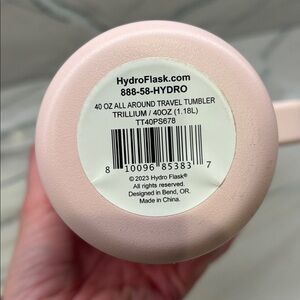 HydroFlask.com
888-58-HYDRO
40 OZ ALL AROUND TRAVEL TUMBLER
TRILLIUM / 40OZ (1.18L)
TT40PS678
8 10096 85383 7
© 2023 Hydro Flask®
All rights reserved.
Designed in Bend, OR.
Made in China.